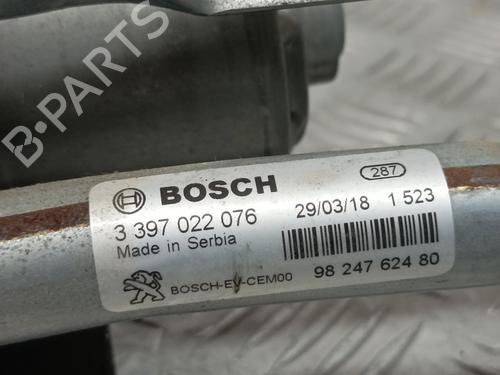 B-PARTS
BOSCH 287
3 397 022 076 29/03/18 1 523
Made in Serbia
BOSCH-EV-CEM00 98 247 624 80